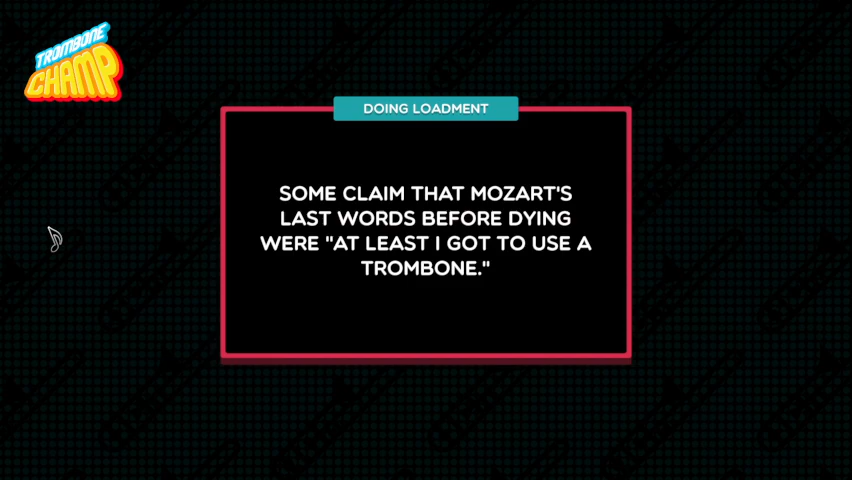 TROMBONE
CHAMP
DOING LOADMENT
SOME CLAIM THAT MOZART'S
LAST WORDS BEFORE DYING
WERE "AT LEAST I GOT TO USE A
TROMBONE."